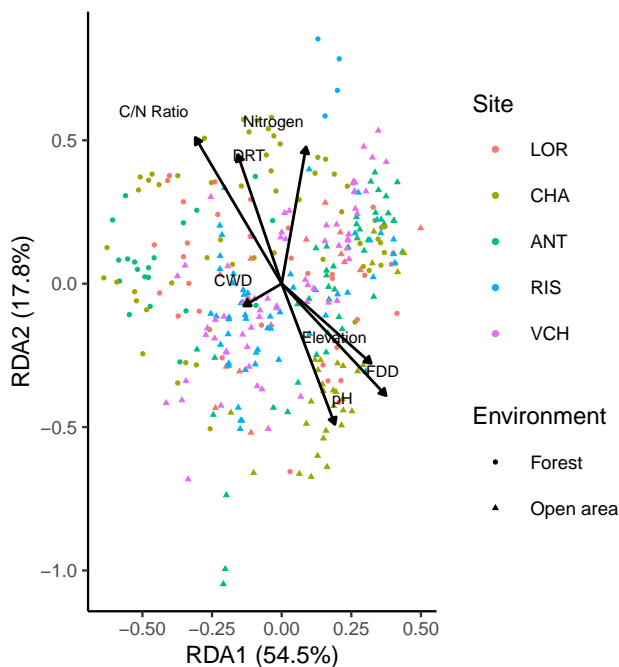 C/N Ratio
Nitrogen
DRT
CWD
Elevation
FDD
pH
0.5
0.0
−0.5
−1.0
−0.50
−0.25
0.00
0.25
0.50
RDA1 (54.5%)
RDA2 (17.8%)
Site
LOR
CHA
ANT
RIS
VCH
Environment
Forest
Open area